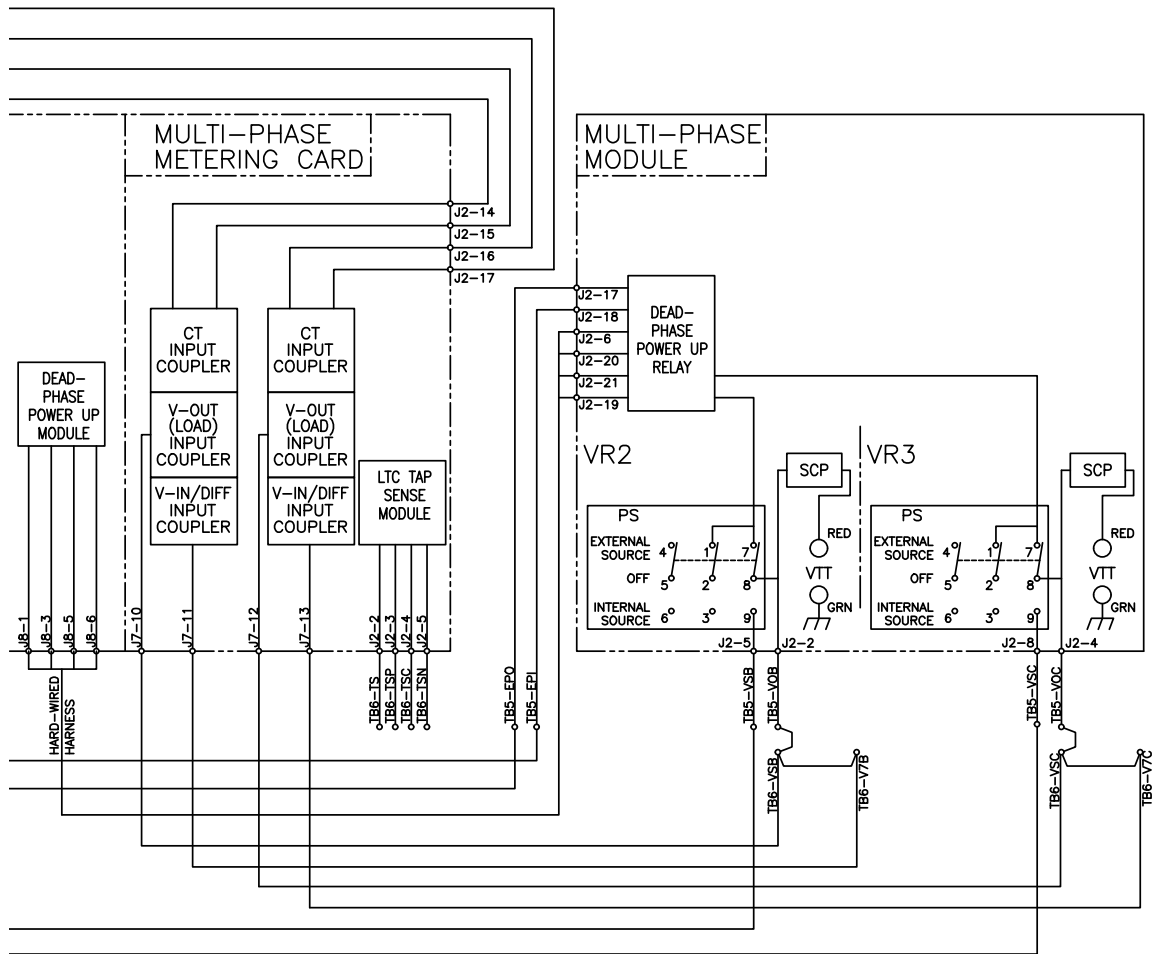 MULTI-PHASE
METERING CARD
MULTI-PHASE
MODULE
J2-14
J2-15
J2-16
J2-17
J2-17
J2-18
J2-6
J2-20
J2-21
J2-19
DEAD-
PHASE
POWER UP
RELAY
CT
INPUT
COUPLER
V-OUT
(LOAD)
INPUT
COUPLER
V-IN/DIFF
INPUT
COUPLER
CT
INPUT
COUPLER
V-OUT
(LOAD)
INPUT
COUPLER
V-IN/DIFF
INPUT
COUPLER
DEAD-
PHASE
POWER UP
MODULE
LTC TAP
SENSE
MODULE
VR2
PS
EXTERNAL
SOURCE
OFF
INTERNAL
SOURCE
4
1
7
5
2
8
6
3
9
SCP
RED
VTT
GRN
VR3
PS
EXTERNAL
SOURCE
OFF
INTERNAL
SOURCE
4
1
7
5
2
8
6
3
9
SCP
RED
VTT
GRN
J8-1
J8-3
J8-5
J8-6
J7-10
J7-11
J7-12
J7-13
J2-2
J2-3
J2-4
J2-5
J2-5
J2-2
J2-8
J2-4
HARD-WIRED
HARNESS
TB6-TS
TB6-TSP
TB6-TSC
TB6-TSN
TB5-EPO
TB5-EPI
TB5-VSB
TB5-VOB
TB6-VSB
TB6-V7B
TB5-VSC
TB5-VOC
TB6-VSC
TB6-V7C